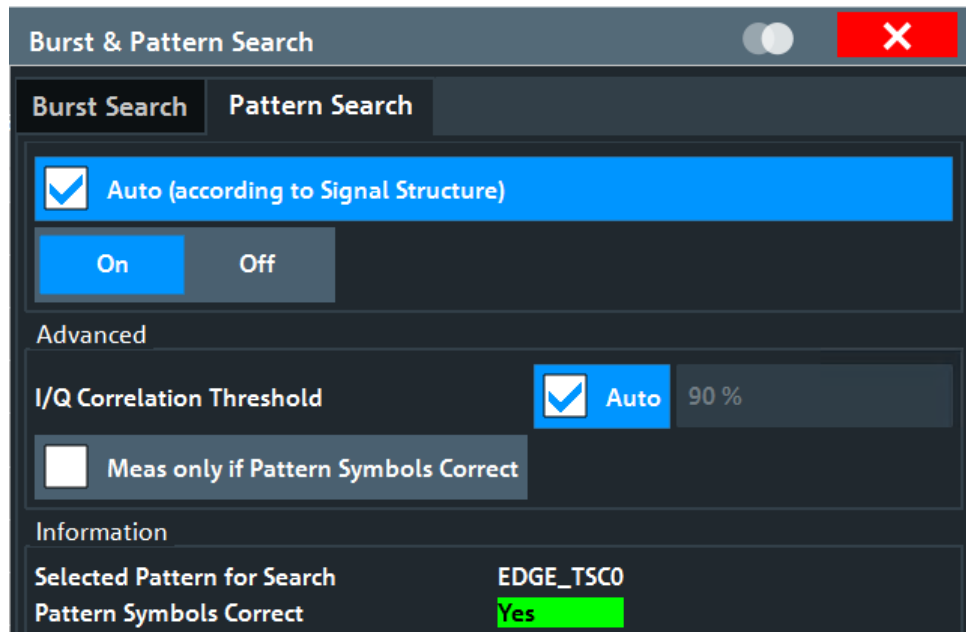 Burst & Pattern Search
Burst Search Pattern Search
Auto (according to Signal Structure)
On Off
Advanced
I/Q Correlation Threshold Auto 90 %
Meas only if Pattern Symbols Correct
Information
Selected Pattern for Search EDGE_TSC0
Pattern Symbols Correct Yes